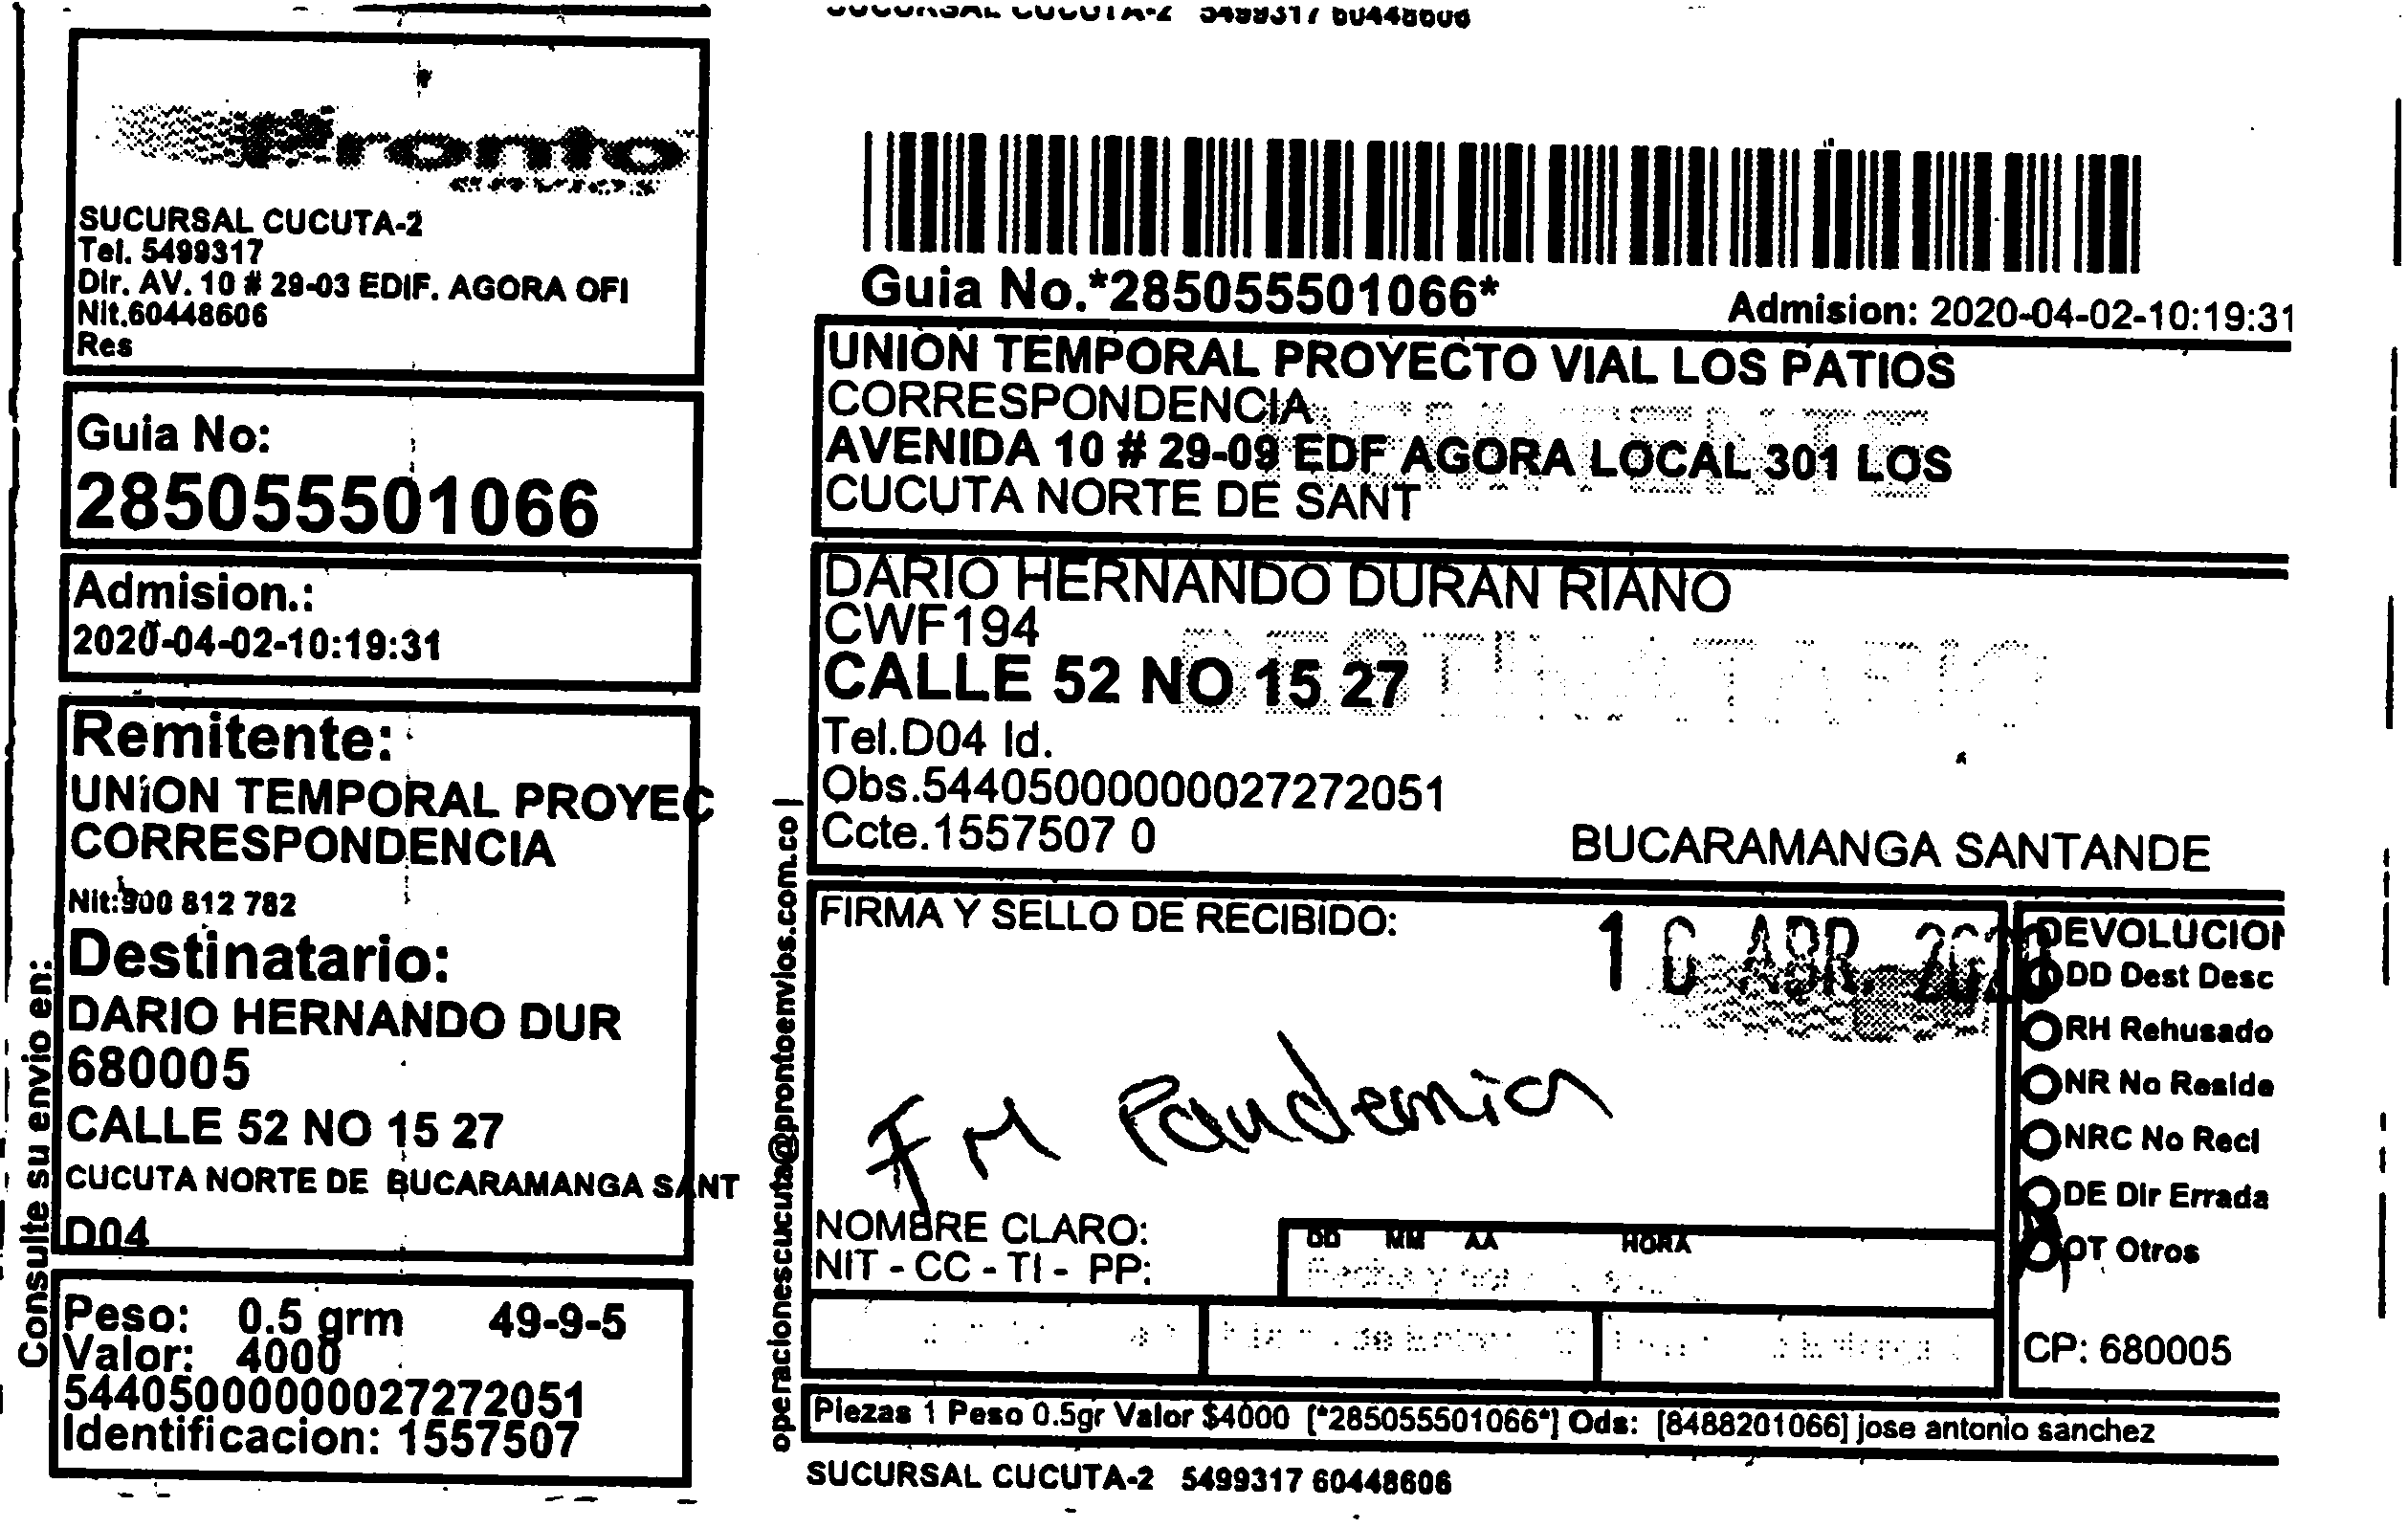 SUCURSAL CUCUTA-2 5499317 60448606
Pronto
SUCURSAL CUCUTA-2
Tel. 5499317
Dir. AV. 10 # 29-03 EDIF. AGORA OFI
Nit.60448606
Res
Guia No:
285055501066
Admision.:
2020-04-02-10:19:31
Remitente:
UNION TEMPORAL PROYEC
CORRESPONDENCIA
Nit:900 812 782
Destinatario:
DARIO HERNANDO DUR
680005
CALLE 52 NO 15 27
CUCUTA NORTE DE BUCARAMANGA SANT
D04
Peso: 0.5 grm 49-9-5
Valor: 4000
544050000000027272051
Identificacion: 1557507
Consulte su envio en:
operacionescucuta@prontoenvios.com.co |
Guia No.*285055501066*
Admision: 2020-04-02-10:19:31
UNION TEMPORAL PROYECTO VIAL LOS PATIOS
CORRESPONDENCIA
REMITENTE
AVENIDA 10 # 29-09 EDF AGORA LOCAL 301 LOS
CUCUTA NORTE DE SANT
DARIO HERNANDO DURAN RIANO
CWF194
DESTINATARIO
CALLE 52 NO 15 27
Tel.D04 Id.
Obs.544050000000027272051
Ccte.1557507 0
BUCARAMANGA SANTANDE
FIRMA Y SELLO DE RECIBIDO:
ABR. 2020
Pandemia
NOMBRE CLARO:
NIT - CC - TI - PP:
DD MM AA HORA
DEVOLUCION
DD Dest Desc
RH Rehusado
NR No Reside
NRC No Reci
DE Dir Errada
OT Otros
CP: 680005
Piezas 1 Peso 0.5gr Valor $4000 [*285055501066*] Ods: [8488201066] jose antonio sanchez
SUCURSAL CUCUTA-2 5499317 60448606